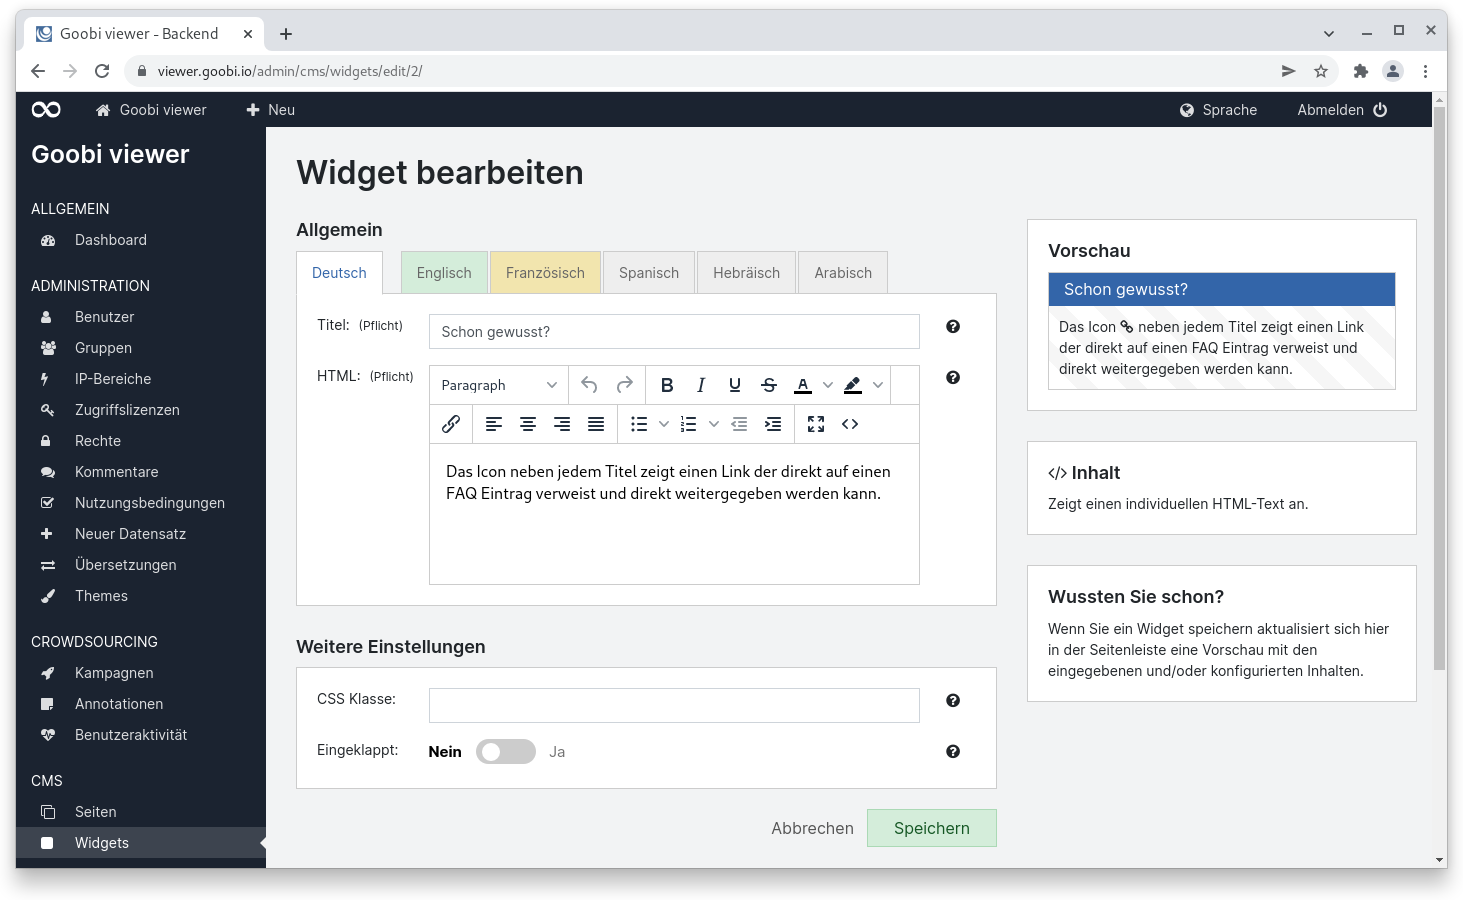 Goobi viewer - Backend
viewer.goobi.io/admin/cms/widgets/edit/2/
Goobi viewer
Neu
Sprache
Abmelden
Goobi viewer
ALLGEMEIN
Dashboard
ADMINISTRATION
Benutzer
Gruppen
IP-Bereiche
Zugriffslizenzen
Rechte
Kommentare
Nutzungsbedingungen
Neuer Datensatz
Übersetzungen
Themes
CROWDSOURCING
Kampagnen
Annotationen
Benutzeraktivität
CMS
Seiten
Widgets
Widget bearbeiten
Allgemein
Deutsch
Englisch
Französisch
Spanisch
Hebräisch
Arabisch
Titel: (Pflicht)
Schon gewusst?
HTML: (Pflicht)
Paragraph
Das Icon neben jedem Titel zeigt einen Link der direkt auf einen
FAQ Eintrag verweist und direkt weitergegeben werden kann.
Weitere Einstellungen
CSS Klasse:
Eingeklappt:
Nein
Ja
Abbrechen
Speichern
Vorschau
Schon gewusst?
Das Icon neben jedem Titel zeigt einen Link
der direkt auf einen FAQ Eintrag verweist und
direkt weitergegeben werden kann.
</> Inhalt
Zeigt einen individuellen HTML-Text an.
Wussten Sie schon?
Wenn Sie ein Widget speichern aktualisiert sich hier
in der Seitenleiste eine Vorschau mit den
eingegebenen und/oder konfigurierten Inhalten.